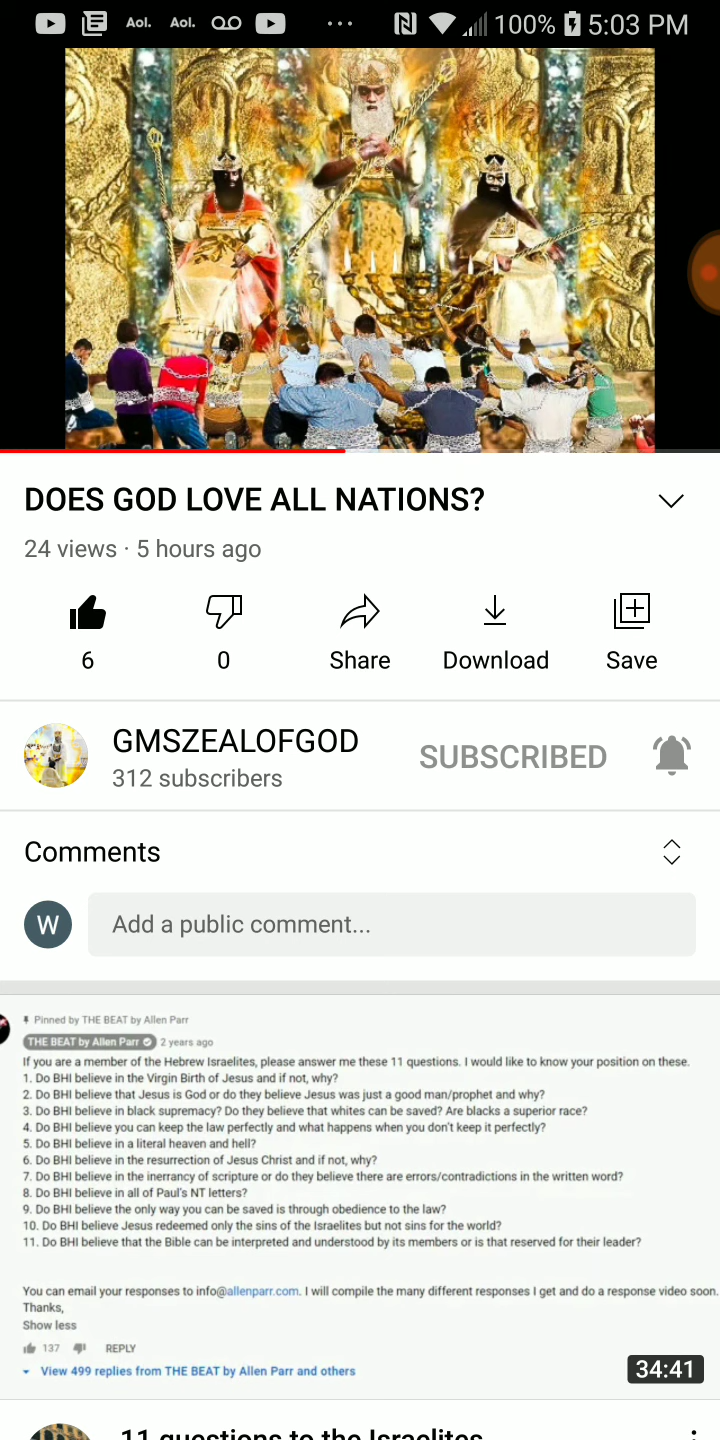 Aol. Aol. 100% 5:03 PM
DOES GOD LOVE ALL NATIONS?
24 views · 5 hours ago
6 0 Share Download Save
GMSZEALOFGOD
312 subscribers
SUBSCRIBED
Comments
W
Add a public comment...
Pinned by THE BEAT by Allen Parr
THE BEAT by Allen Parr 2 years ago
If you are a member of the Hebrew Israelites, please answer me these 11 questions. I would like to know your position on these.
1. Do BHI believe in the Virgin Birth of Jesus and if not, why?
2. Do BHI believe that Jesus is God or do they believe Jesus was just a good man/prophet and why?
3. Do BHI believe in black supremacy? Do they believe that whites can be saved? Are blacks a superior race?
4. Do BHI believe you can keep the law perfectly and what happens when you don't keep it perfectly?
5. Do BHI believe in a literal heaven and hell?
6. Do BHI believe in the resurrection of Jesus Christ and if not, why?
7. Do BHI believe in the inerrancy of scripture or do they believe there are errors/contradictions in the written word?
8. Do BHI believe in all of Paul's NT letters?
9. Do BHI believe the only way you can be saved is through obedience to the law?
10. Do BHI believe Jesus redeemed only the sins of the Israelites but not sins for the world?
11. Do BHI believe that the Bible can be interpreted and understood by its members or is that reserved for their leader?
You can email your responses to info@allenparr.com. I will compile the many different responses I get and do a response video soon.
Thanks,
Show less
137 REPLY
View 499 replies from THE BEAT by Allen Parr and others
34:41
11 questions to the Israelites